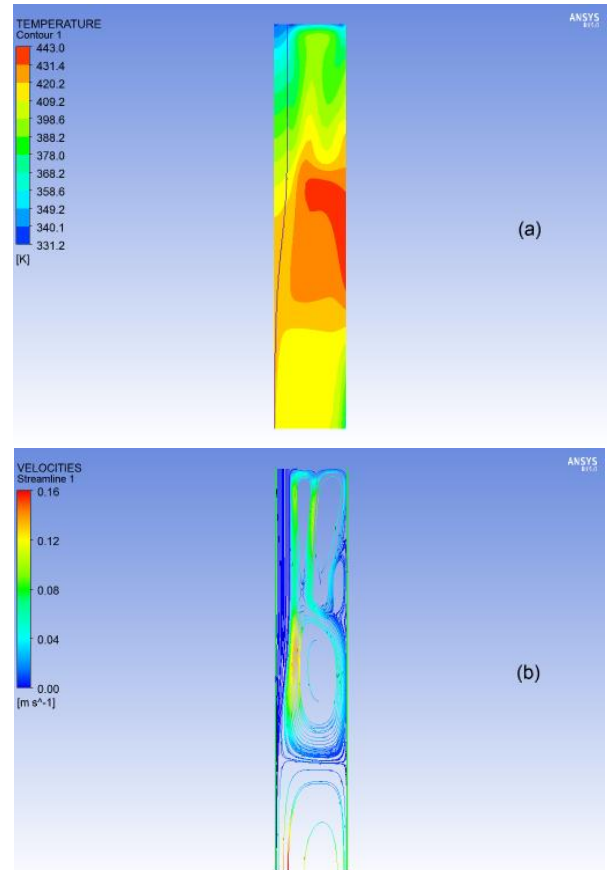 TEMPERATURE
Contour 1
443.0
431.4
420.2
409.2
398.6
388.2
378.0
368.2
358.6
349.2
340.1
331.2
[K]
ANSYS
(a)
VELOCITIES
Streamline 1
0.16
0.12
0.08
0.04
0.00
[m s^-1]
ANSYS
(b)